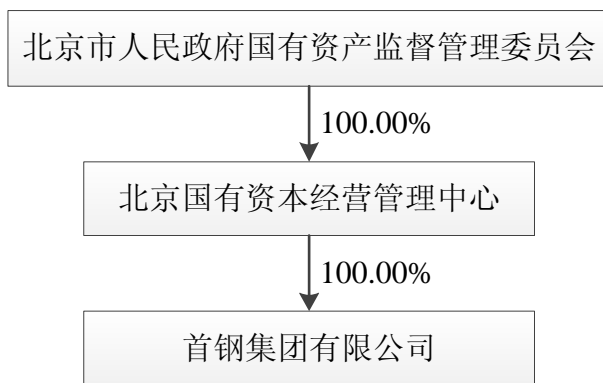 北京市人民政府国有资产监督管理委员会
100.00%
北京国有资本经营管理中心
100.00%
首钢集团有限公司